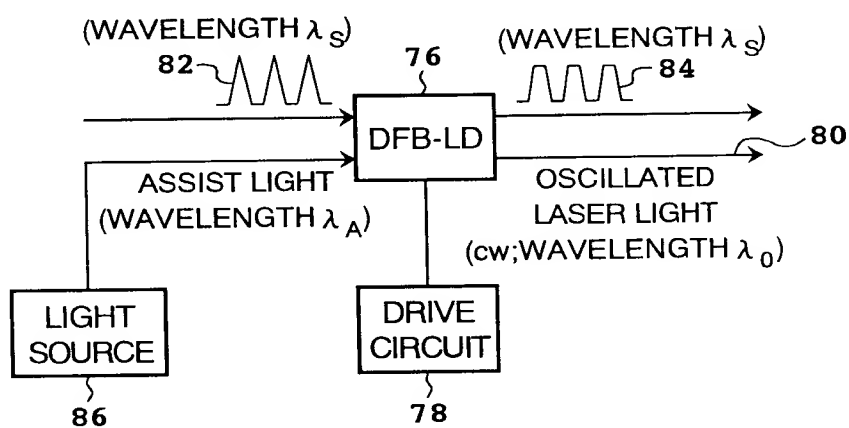 (WAVELENGTH λS)
82
76
(WAVELENGTH λS)
84
DFB-LD
80
ASSIST LIGHT
(WAVELENGTH λA)
OSCILLATED
LASER LIGHT
(cw;WAVELENGTH λ0)
LIGHT
SOURCE
86
DRIVE
CIRCUIT
78